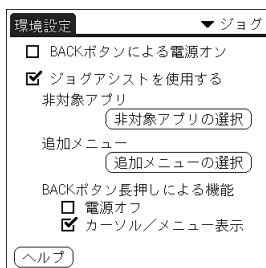 環境設定 ▼ ジョグ
BACKボタンによる電源オン
ジョグアシストを使用する
非対象アプリ
非対象アプリの選択
追加メニュー
追加メニューの選択
BACKボタン長押しによる機能
電源オフ
カーソル／メニュー表示
ヘルプ